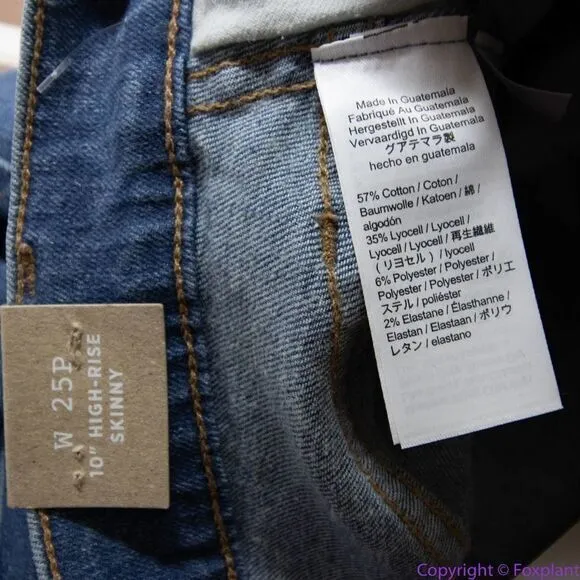 Made In Guatemala
Fabriqué Au Guatemala
Hergestellt In Guatemala
Vervaardigd In Guatemala
グアテマラ製
hecho en guatemala
57% Cotton / Coton /
Baumwolle / Katoen / 綿 /
algodón
35% Lyocell / Lyocell /
Lyocell / Lyocell / 再生繊維
(リヨセル) / lyocell
6% Polyester / Polyester /
Polyester / Polyester / ポリエ
ステル / poliéster
2% Elastane / Élasthanne /
Elastan / Elastaan / ポリウ
レタン / elastano
W 25P
10" HIGH-RISE
SKINNY
Copyright © Foxplant